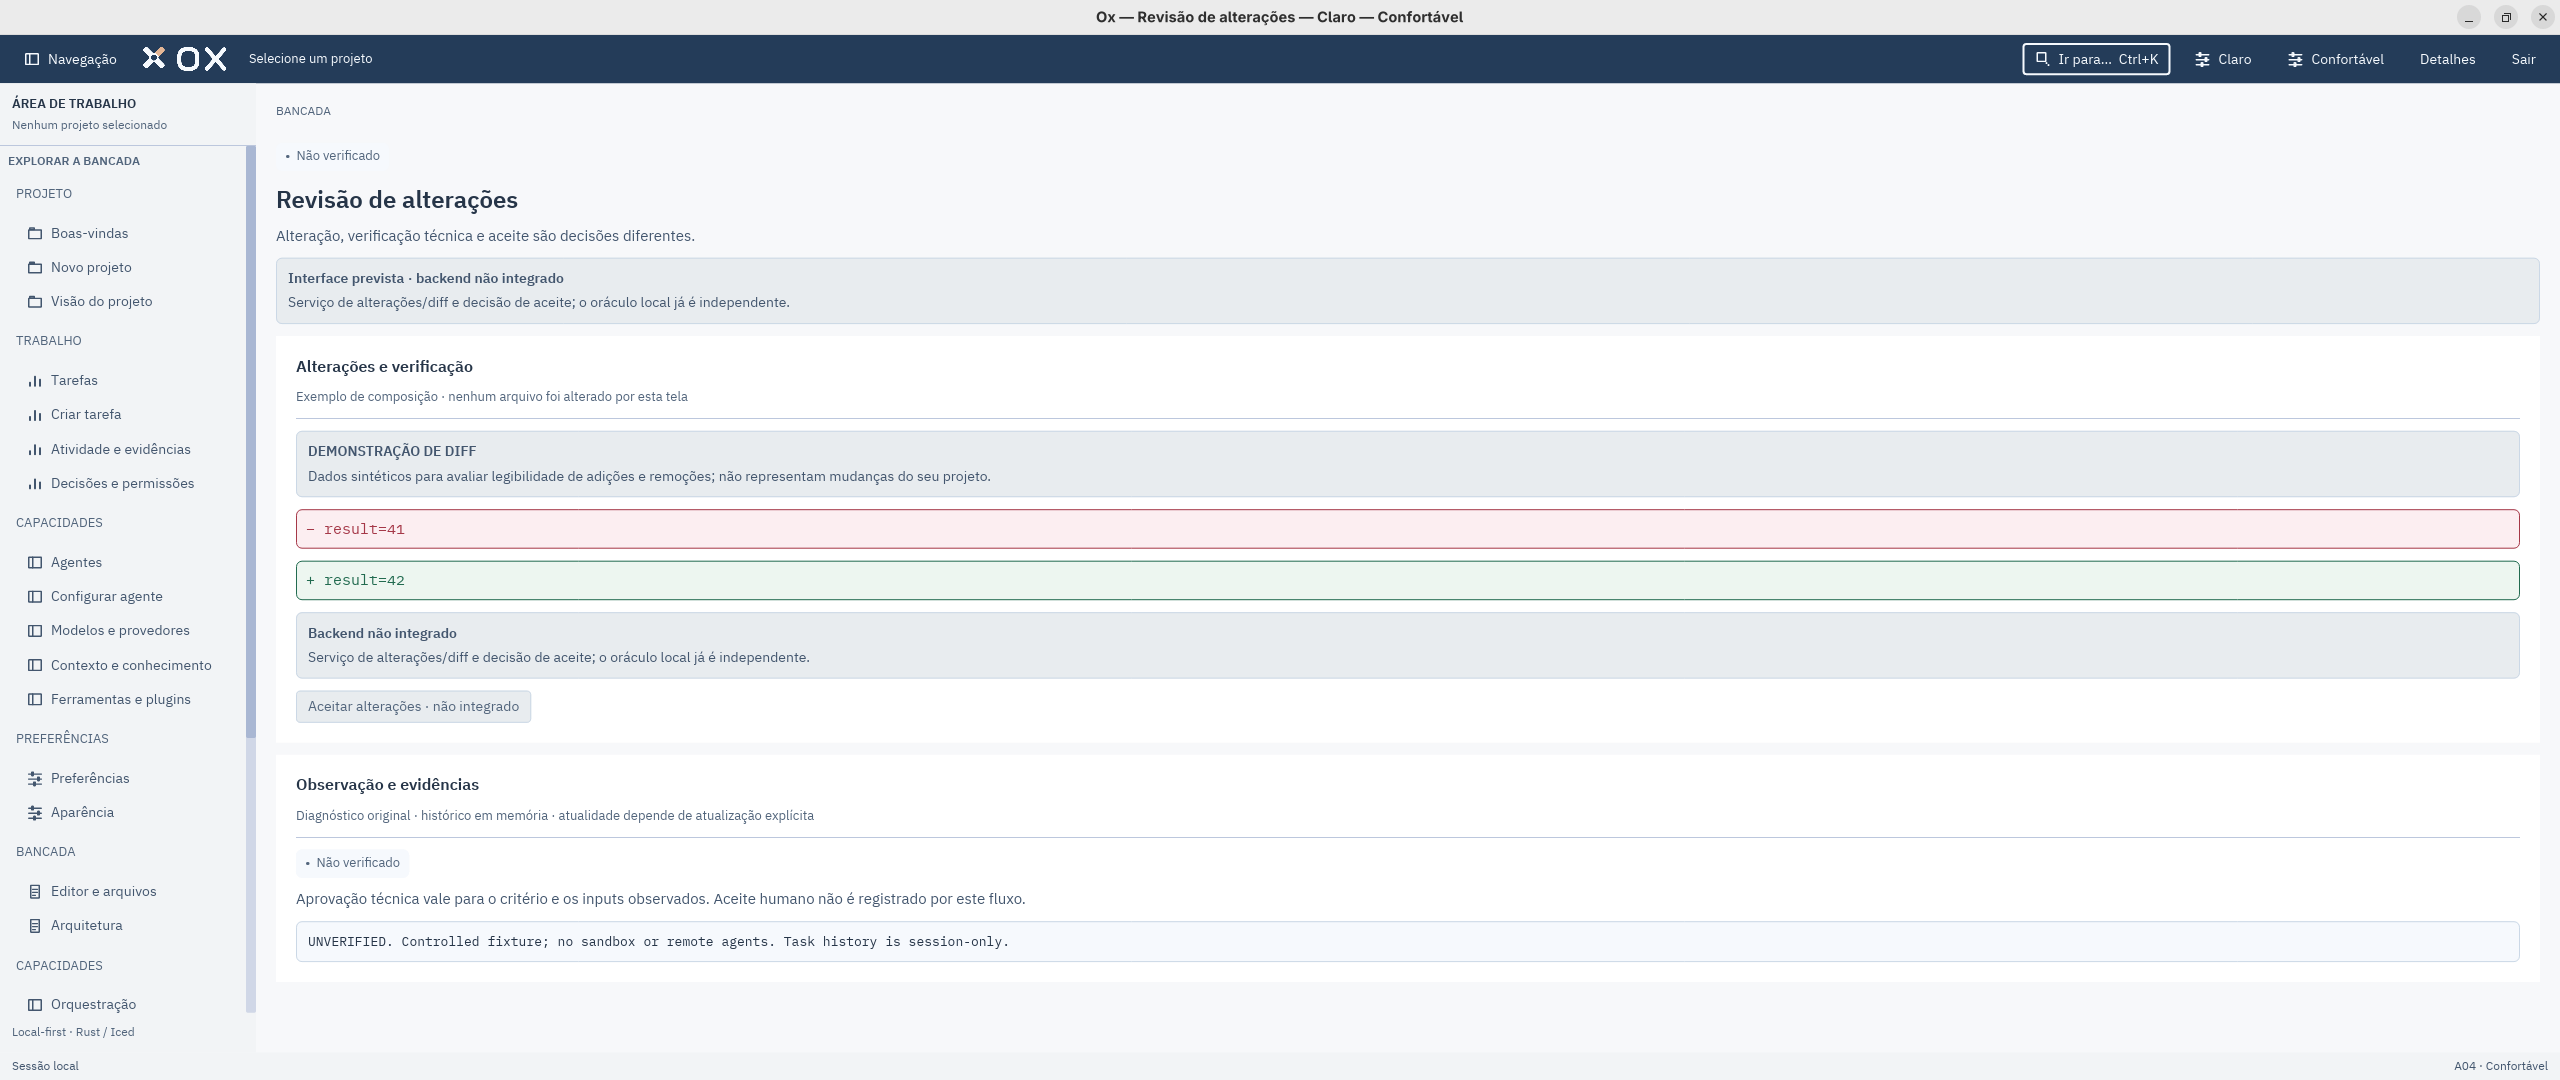 Ox — Revisão de alterações — Claro — Confortável
Navegação
OX
Selecione um projeto
Ir para... Ctrl+K
Claro
Confortável
Detalhes
Sair
ÁREA DE TRABALHO
Nenhum projeto selecionado
EXPLORAR A BANCADA
PROJETO
Boas-vindas
Novo projeto
Visão do projeto
TRABALHO
Tarefas
Criar tarefa
Atividade e evidências
Decisões e permissões
CAPACIDADES
Agentes
Configurar agente
Modelos e provedores
Contexto e conhecimento
Ferramentas e plugins
PREFERÊNCIAS
Preferências
Aparência
BANCADA
Editor e arquivos
Arquitetura
CAPACIDADES
Orquestração
Local-first · Rust / Iced
BANCADA
• Não verificado
Revisão de alterações
Alteração, verificação técnica e aceite são decisões diferentes.
Interface prevista · backend não integrado
Serviço de alterações/diff e decisão de aceite; o oráculo local já é independente.
Alterações e verificação
Exemplo de composição · nenhum arquivo foi alterado por esta tela
DEMONSTRAÇÃO DE DIFF
Dados sintéticos para avaliar legibilidade de adições e remoções; não representam mudanças do seu projeto.
− result=41
+ result=42
Backend não integrado
Serviço de alterações/diff e decisão de aceite; o oráculo local já é independente.
Aceitar alterações · não integrado
Observação e evidências
Diagnóstico original · histórico em memória · atualidade depende de atualização explícita
• Não verificado
Aprovação técnica vale para o critério e os inputs observados. Aceite humano não é registrado por este fluxo.
UNVERIFIED. Controlled fixture; no sandbox or remote agents. Task history is session-only.
Sessão local
A04 · Confortável